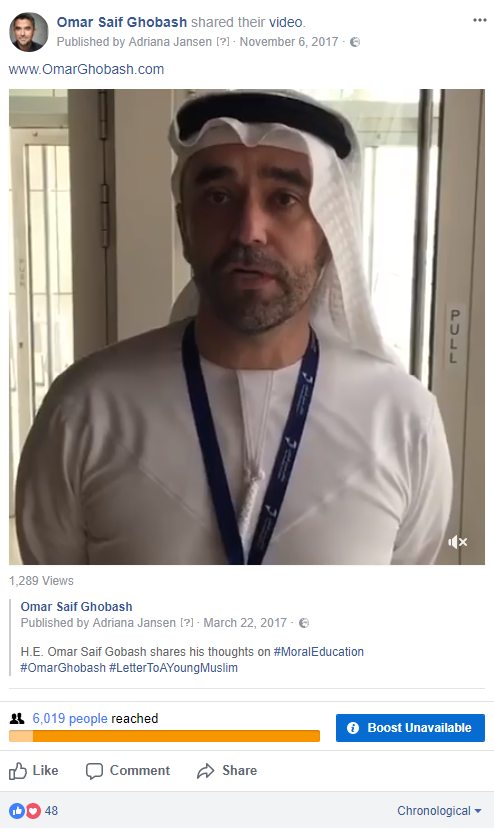 Omar Saif Ghobash shared their video.
Published by Adriana Jansen [?] · November 6, 2017 ·
www.OmarGhobash.com
PULL
1,289 Views
Omar Saif Ghobash
Published by Adriana Jansen [?] · March 22, 2017 ·
H.E. Omar Saif Gobash shares his thoughts on #MoralEducation
#OmarGhobash #LetterToAYoungMuslim
6,019 people reached
Boost Unavailable
Like Comment Share
48 Chronological